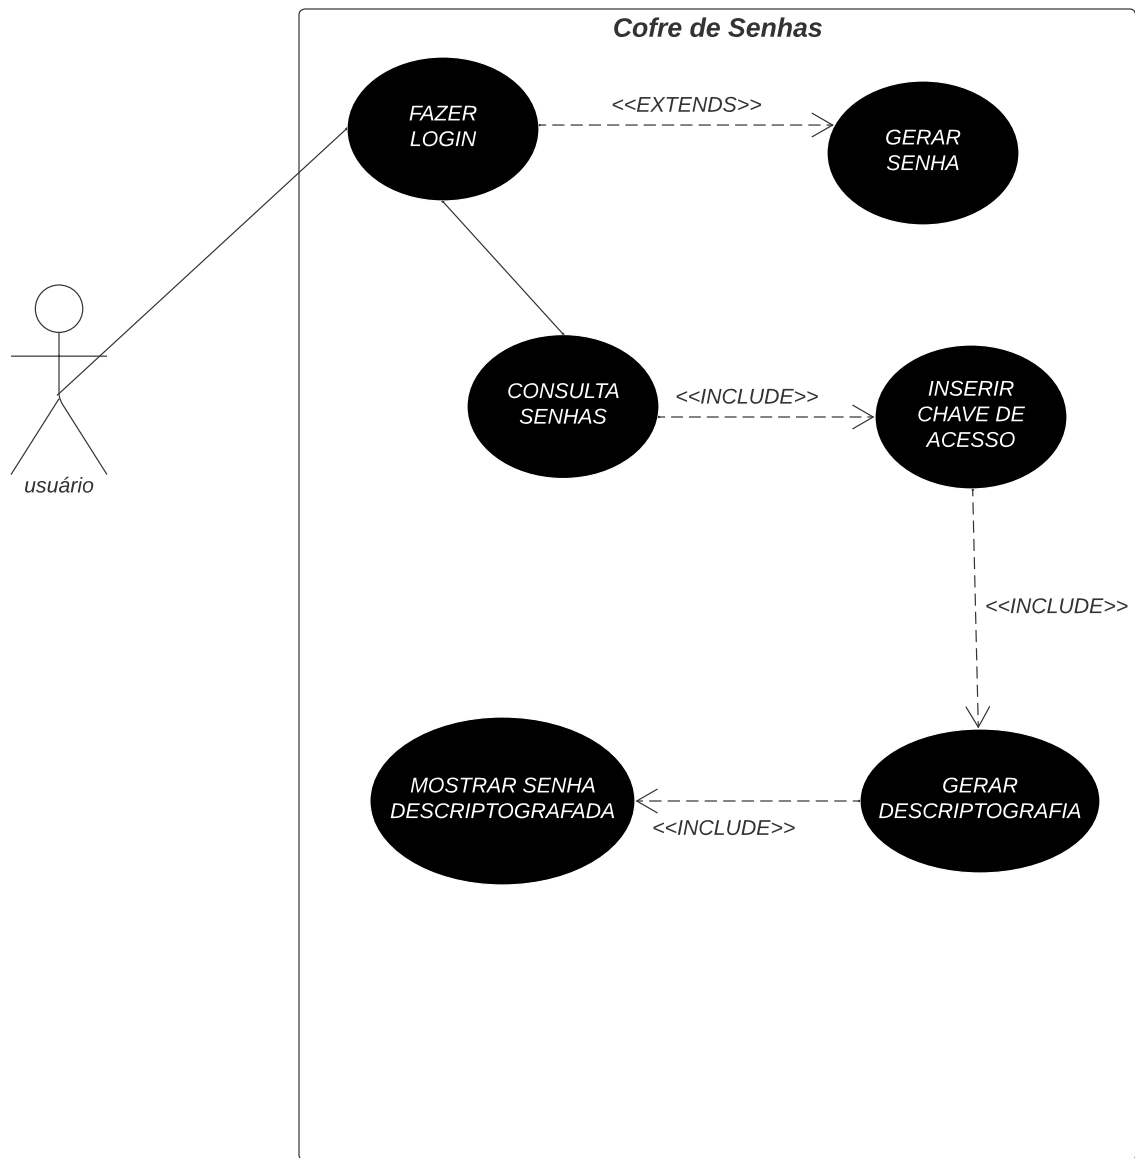 Cofre de Senhas
FAZER
LOGIN
<<EXTENDS>>
GERAR
SENHA
CONSULTA
SENHAS
<<INCLUDE>>
INSERIR
CHAVE DE
ACESSO
usuário
<<INCLUDE>>
MOSTRAR SENHA
DESCRIPTOGRAFADA
<<INCLUDE>>
GERAR
DESCRIPTOGRAFIA